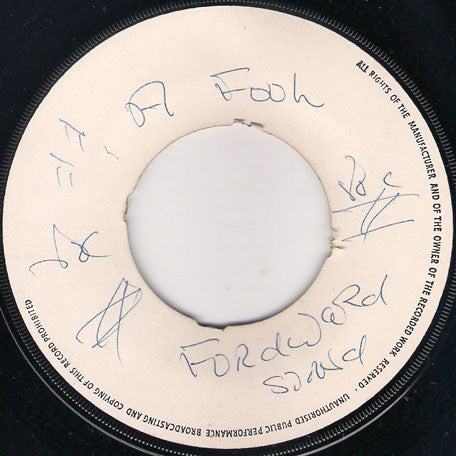 A Fool
FORDWARD
SOUND
ALL RIGHTS OF THE MANUFACTURER AND OF THE OWNER OF THE RECORDED WORK RESERVED · UNAUTHORISED PUBLIC PERFORMANCE BROADCASTING AND COPYING OF THIS RECORD PROHIBITED